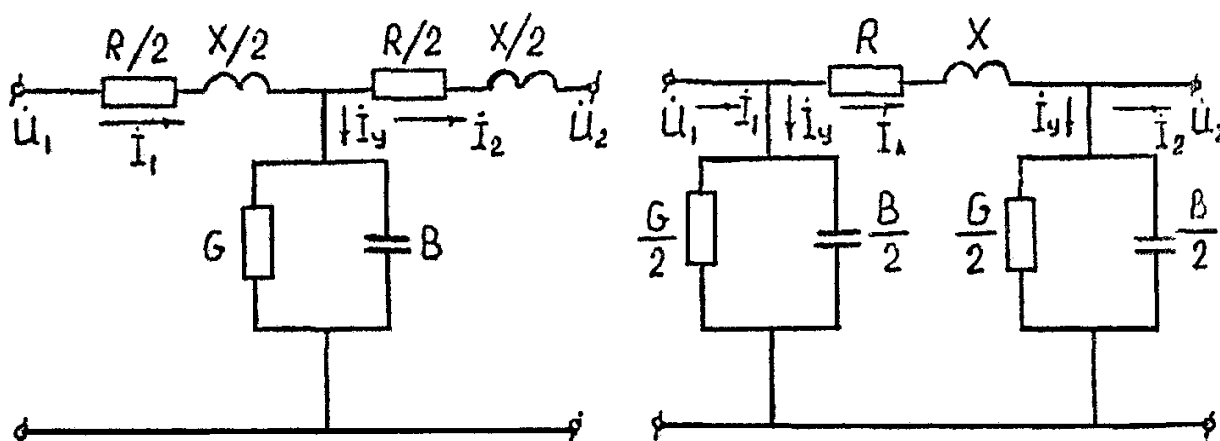 R/2 X/2 R/2 X/2
U̇₁ İ₁ İy İ₂ U̇₂
G B
R X
U̇₁ İ₁ İy İʌ İy İ₂ U̇₂
G/2 B/2 G/2 B/2